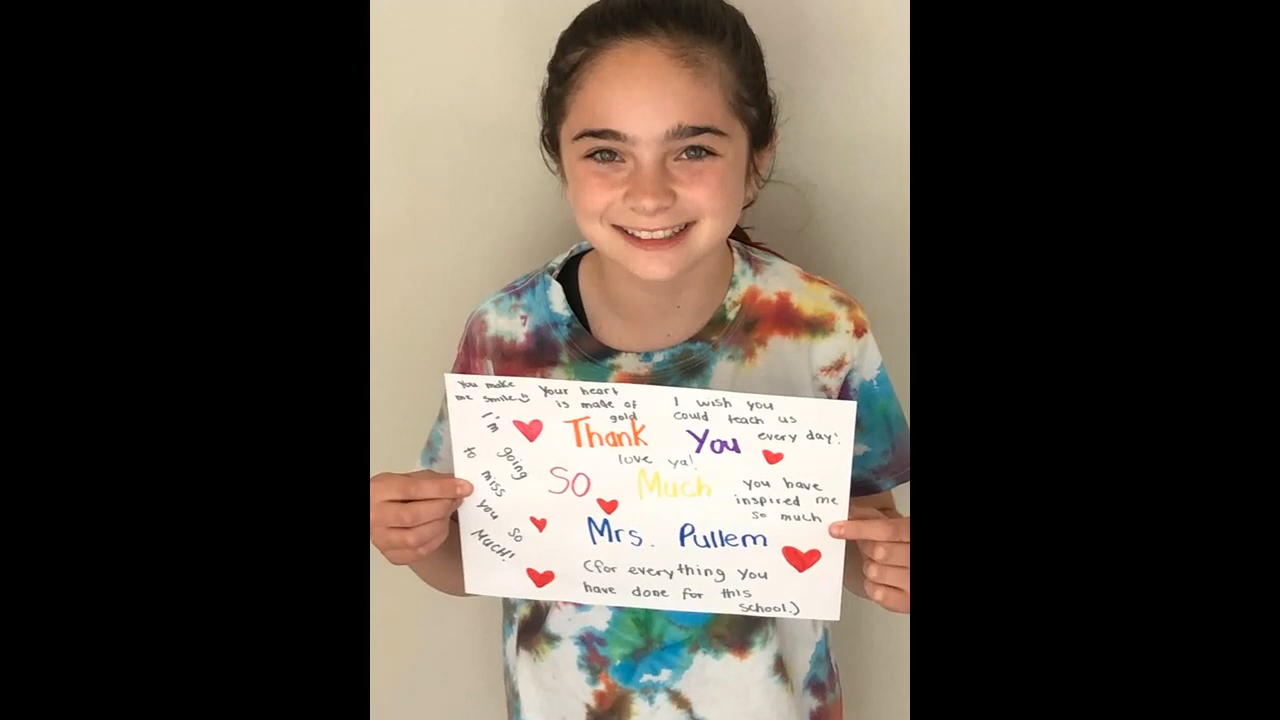 You make
me smile
Your heart
is made of
gold
I wish you
could teach us
every day!
I'm going
to miss
you so
MUCH!
Thank You
love ya!
SO Much
you have
inspired me
so much
Mrs. Pullem
(for everything you
have done for this
school.)